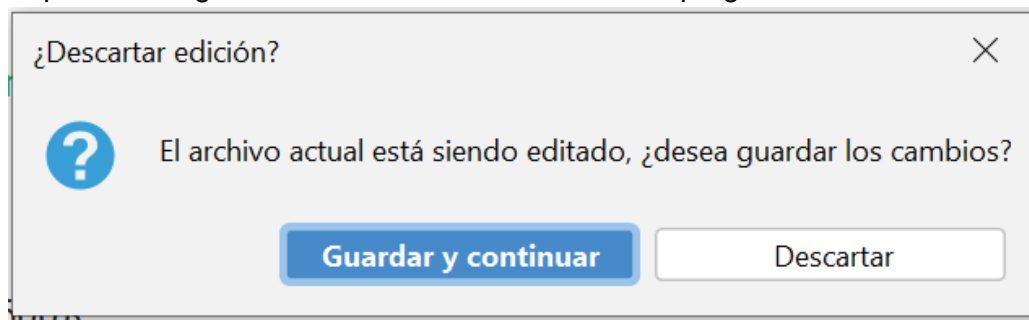 ¿Descartar edición?
El archivo actual está siendo editado, ¿desea guardar los cambios?
Guardar y continuar
Descartar